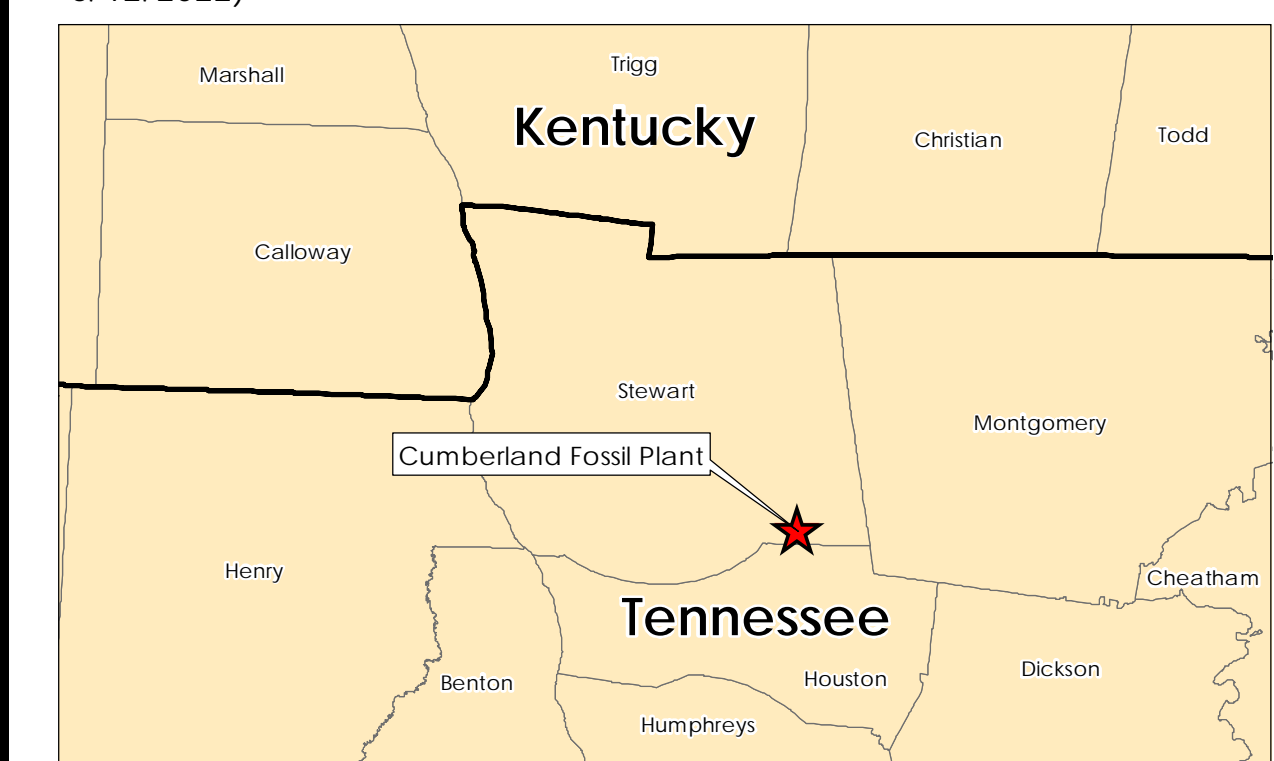 Marshall
Trigg
Kentucky
Christian
Todd
Calloway
Stewart
Montgomery
Cumberland Fossil Plant
Henry
Cheatham
Tennessee
Benton
Houston
Dickson
Humphreys